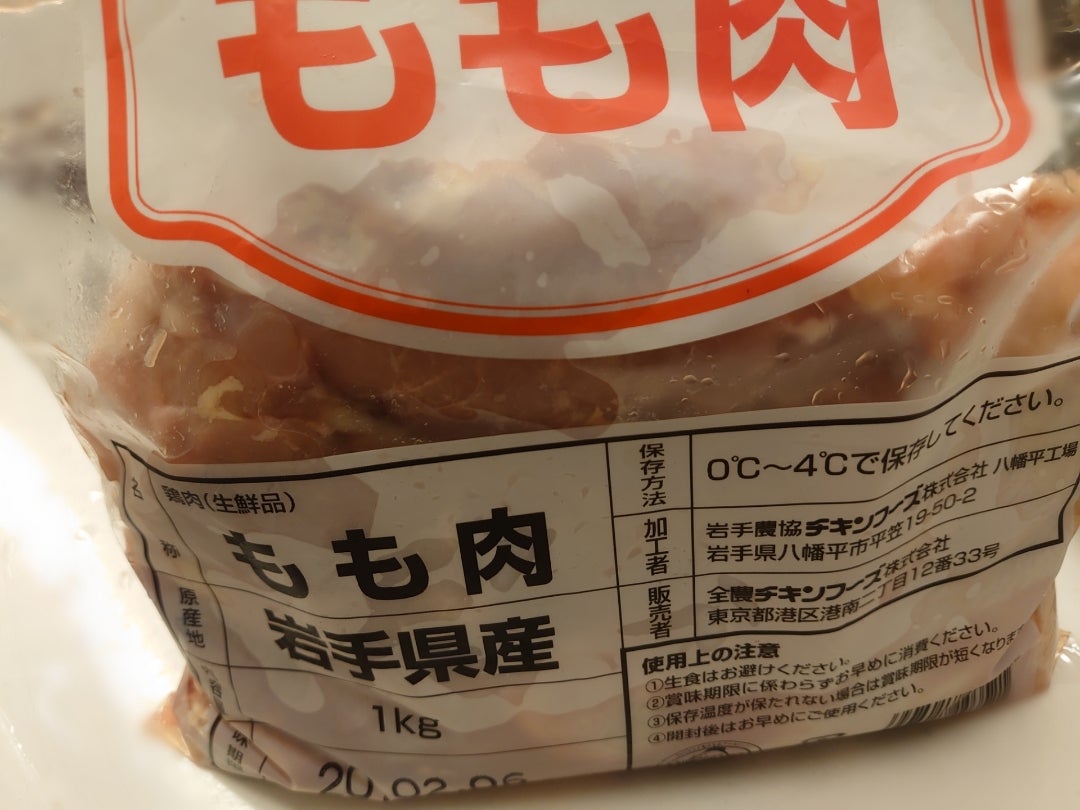 もも肉
名称
鶏肉(生鮮品)
もも肉
原産地
岩手県産
1kg
保存方法
0℃～4℃で保存してください。
加工者
岩手農協チキンフーズ株式会社 八幡平工場
岩手県八幡平市平笠19-50-2
販売者
全農チキンフーズ株式会社
東京都港区港南二丁目12番33号
使用上の注意
①生食はお避けください。
②賞味期限に係わらずお早めに消費ください。
③保存温度が保たれない場合は賞味期限が短くなりま
④開封後はお早めにご使用ください。